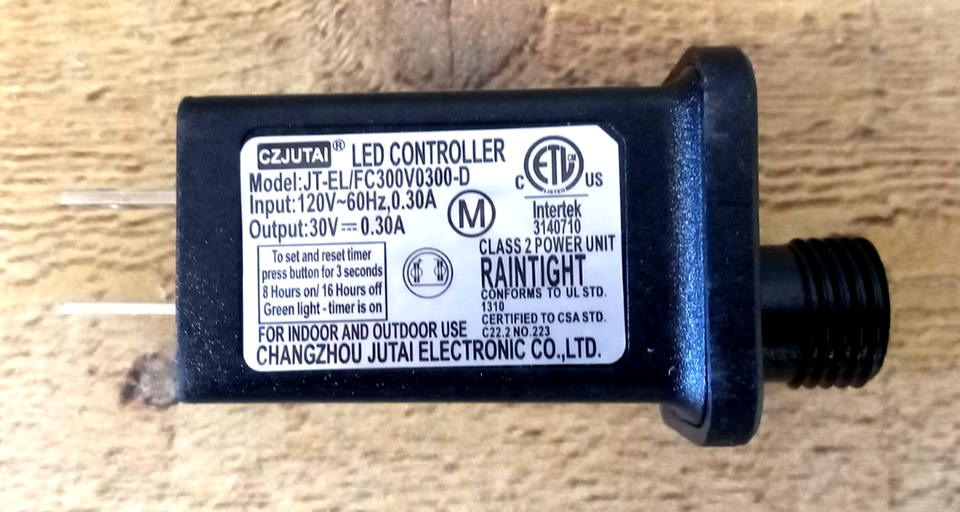 CZJUTAI® LED CONTROLLER
Model:JT-EL/FC300V0300-D
Input:120V~60Hz,0.30A
Output:30V⎓0.30A
M
ETL CM
LISTED
C US
Intertek
3140710
To set and reset timer
press button for 3 seconds
8 Hours on/ 16 Hours off
Green light - timer is on
CLASS 2 POWER UNIT
RAINTIGHT
CONFORMS TO UL STD.
1310
CERTIFIED TO CSA STD.
C22.2 NO.223
FOR INDOOR AND OUTDOOR USE
CHANGZHOU JUTAI ELECTRONIC CO.,LTD.